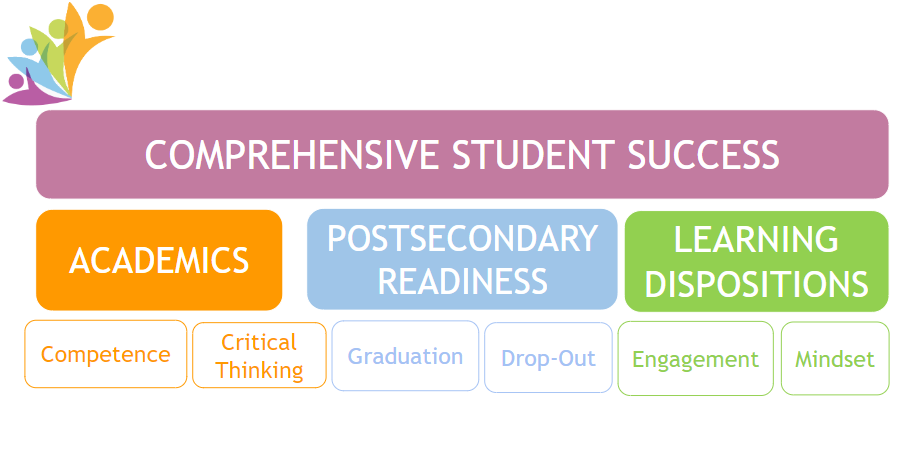 COMPREHENSIVE STUDENT SUCCESS
ACADEMICS
POSTSECONDARY
READINESS
LEARNING
DISPOSITIONS
Competence
Critical
Thinking
Graduation
Drop-Out
Engagement
Mindset